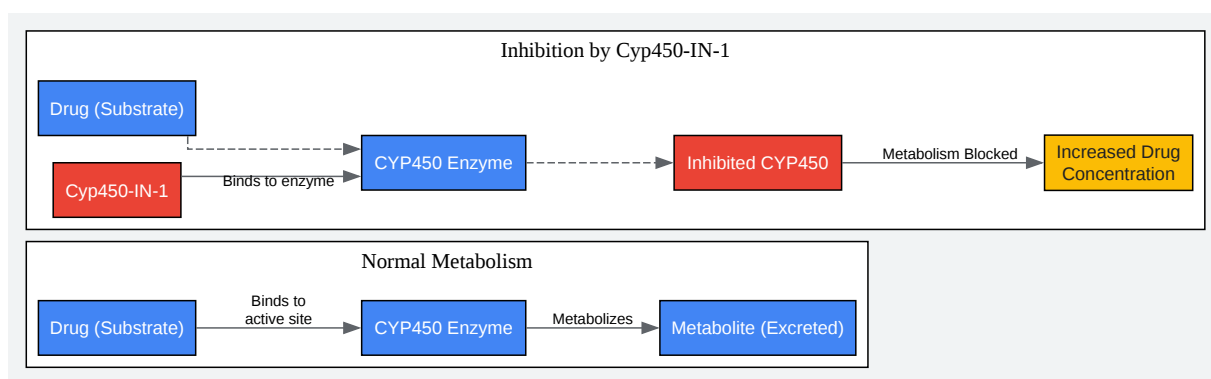 Inhibition by Cyp450-IN-1
Drug (Substrate)
Cyp450-IN-1
Binds to enzyme
CYP450 Enzyme
Inhibited CYP450
Metabolism Blocked
Increased Drug
Concentration
Normal Metabolism
Drug (Substrate)
Binds to
active site
CYP450 Enzyme
Metabolizes
Metabolite (Excreted)